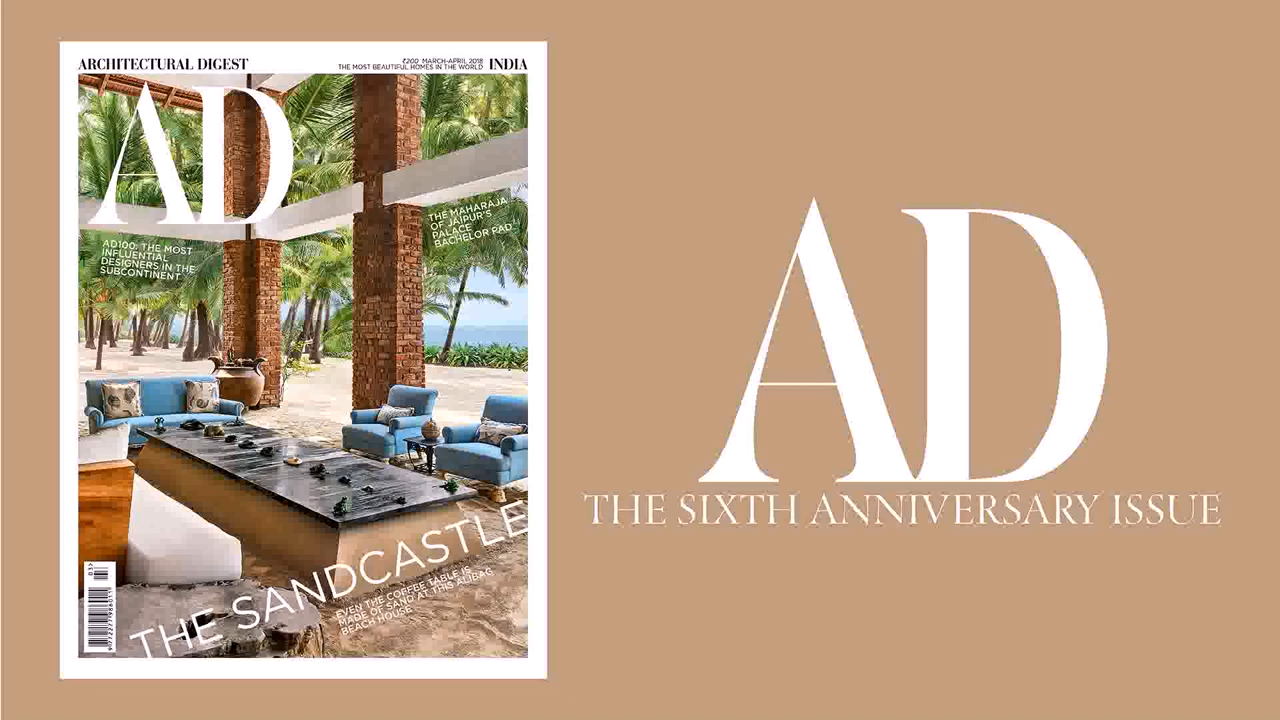 ARCHITECTURAL DIGEST
₹200 MARCH-APRIL 2018
THE MOST BEAUTIFUL HOMES IN THE WORLD
INDIA
AD
THE MAHARAJA
OF JAIPUR'S
PALACE
BACHELOR PAD
AD100: THE MOST
INFLUENTIAL
DESIGNERS IN THE
SUBCONTINENT
THE SANDCASTLE
EVEN THE COFFEE TABLE IS
MADE OF SAND AT THIS ALIBAG
BEACH HOUSE
AD
THE SIXTH ANNIVERSARY ISSUE